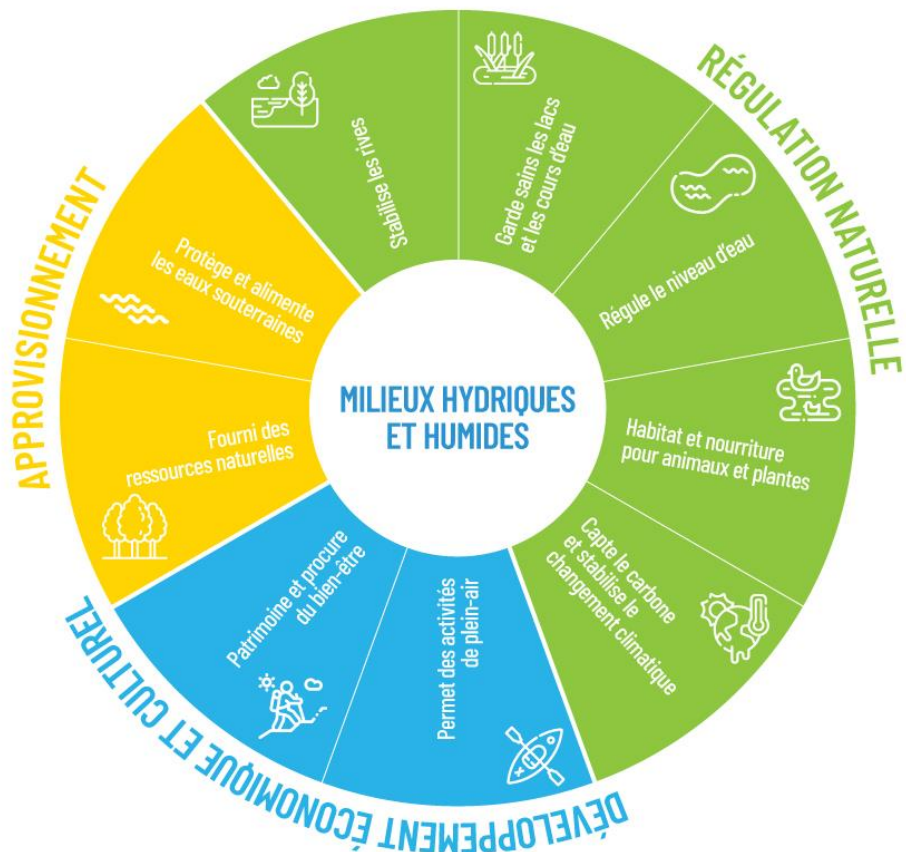 MILIEUX HYDRIQUES
ET HUMIDES
RÉGULATION NATURELLE
Stabilise les rives
Garde sains les lacs
et les cours d'eau
Régule le niveau d'eau
Habitat et nourriture
pour animaux et plantes
Capte le carbone
et stabilise le
changement climatique
DÉVELOPPEMENT ÉCONOMIQUE ET CULTUREL
Permet des activités
de plein-air
Patrimoine et procure
du bien-être
APPROVISIONNEMENT
Fourni des
ressources naturelles
Protège et alimente
les eaux souterraines